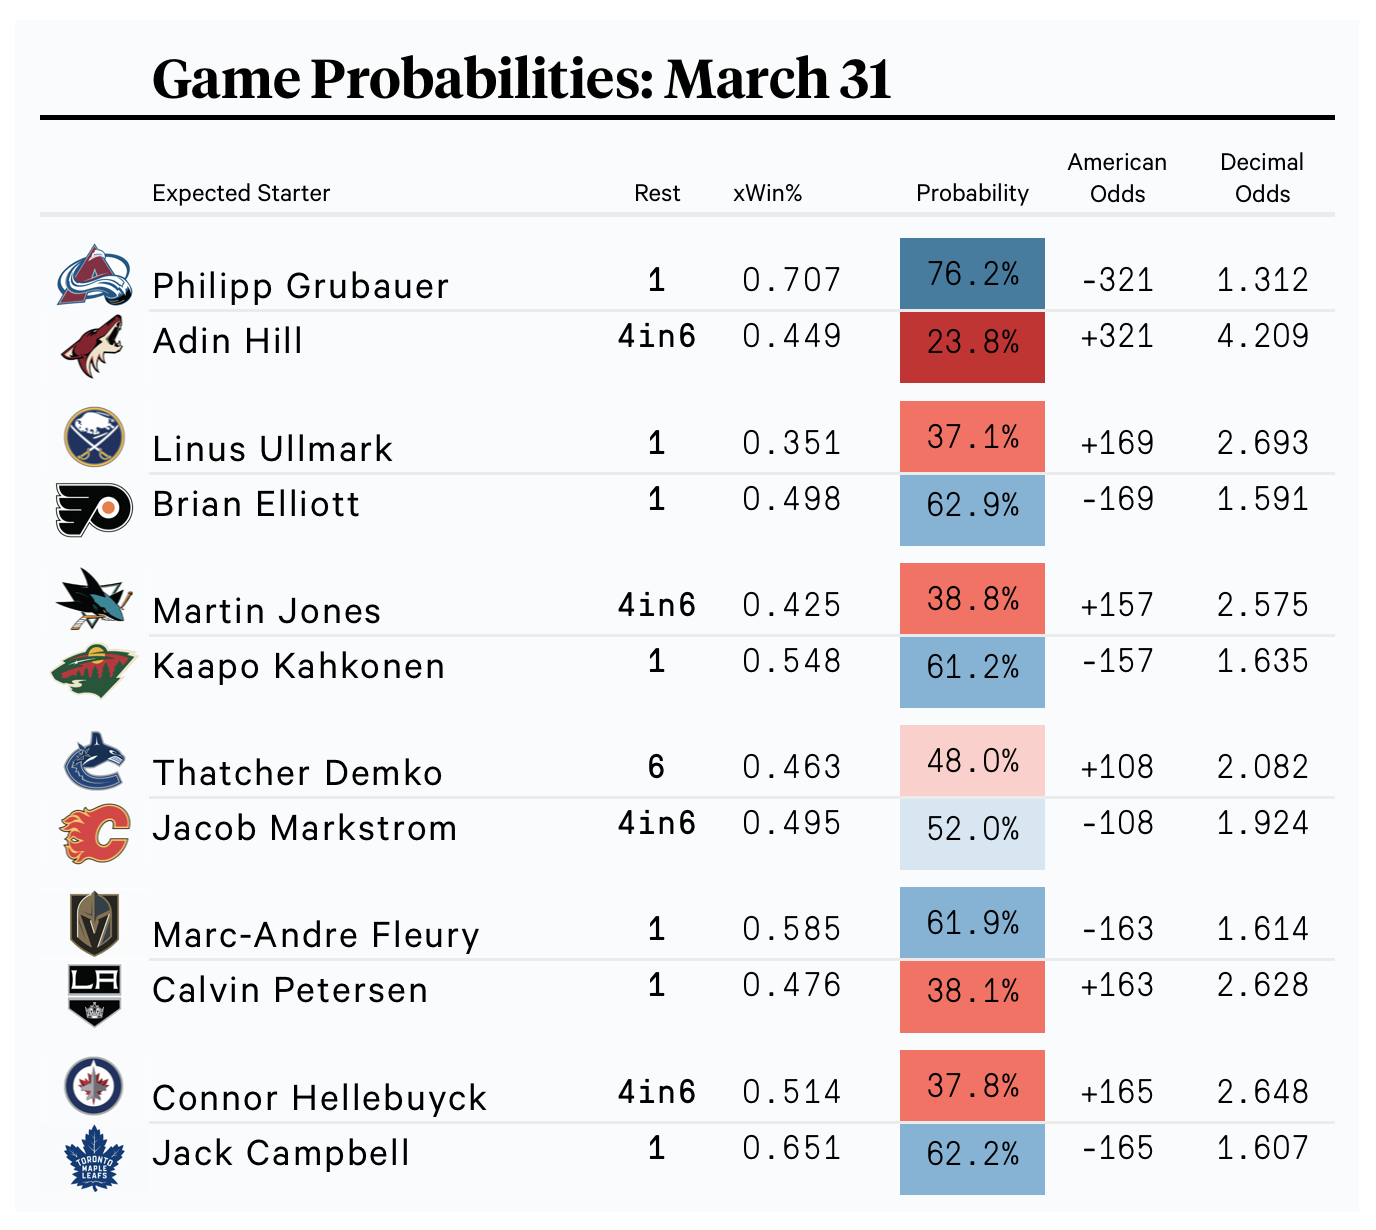 Game Probabilities: March 31
Expected Starter Rest xWin% Probability American Odds Decimal Odds
Philipp Grubauer 1 0.707 76.2% -321 1.312
Adin Hill 4in6 0.449 23.8% +321 4.209
Linus Ullmark 1 0.351 37.1% +169 2.693
Brian Elliott 1 0.498 62.9% -169 1.591
Martin Jones 4in6 0.425 38.8% +157 2.575
Kaapo Kahkonen 1 0.548 61.2% -157 1.635
Thatcher Demko 6 0.463 48.0% +108 2.082
Jacob Markstrom 4in6 0.495 52.0% -108 1.924
Marc-Andre Fleury 1 0.585 61.9% -163 1.614
LA
Calvin Petersen 1 0.476 38.1% +163 2.628
Connor Hellebuyck 4in6 0.514 37.8% +165 2.648
TORONTO
MAPLE
LEAFS
Jack Campbell 1 0.651 62.2% -165 1.607